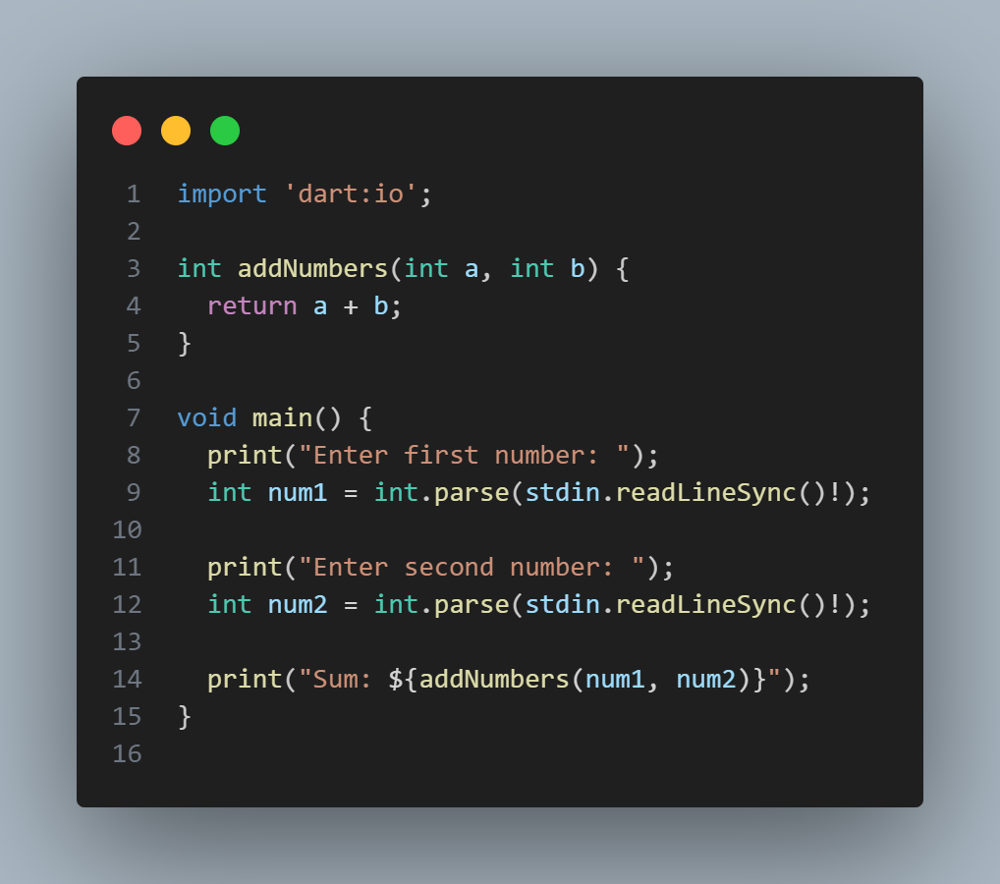 1 import 'dart:io';
2
3 int addNumbers(int a, int b) {
4   return a + b;
5 }
6
7 void main() {
8   print("Enter first number: ");
9   int num1 = int.parse(stdin.readLineSync()!);
10
11   print("Enter second number: ");
12   int num2 = int.parse(stdin.readLineSync()!);
13
14   print("Sum: ${addNumbers(num1, num2)}");
15 }
16